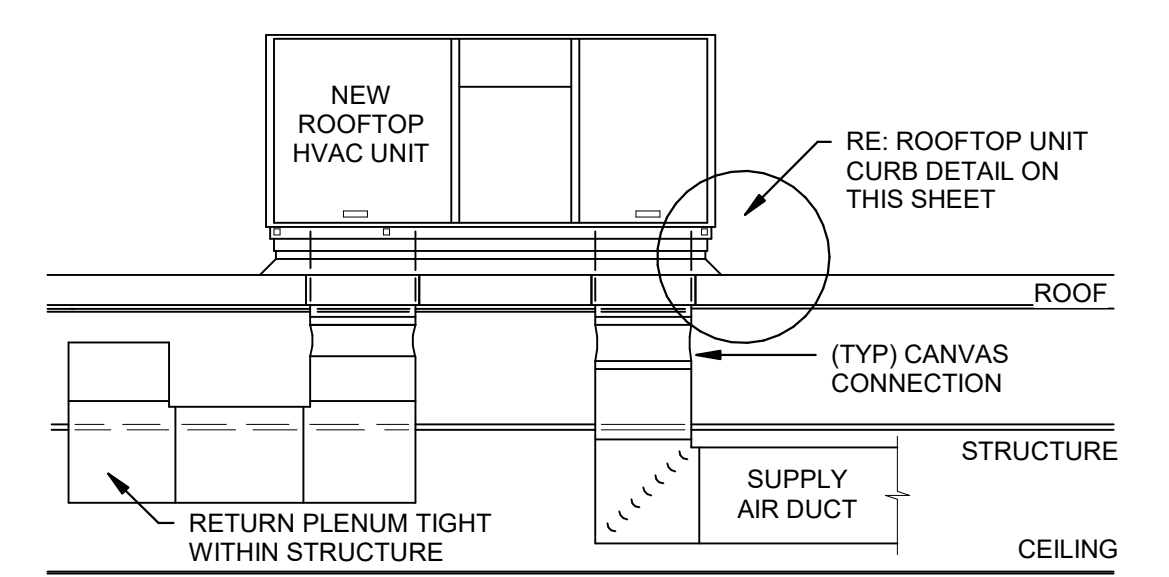 NEW
ROOFTOP
HVAC UNIT
RE: ROOFTOP UNIT
CURB DETAIL ON
THIS SHEET
ROOF
(TYP) CANVAS
CONNECTION
STRUCTURE
SUPPLY
AIR DUCT
RETURN PLENUM TIGHT
WITHIN STRUCTURE
CEILING